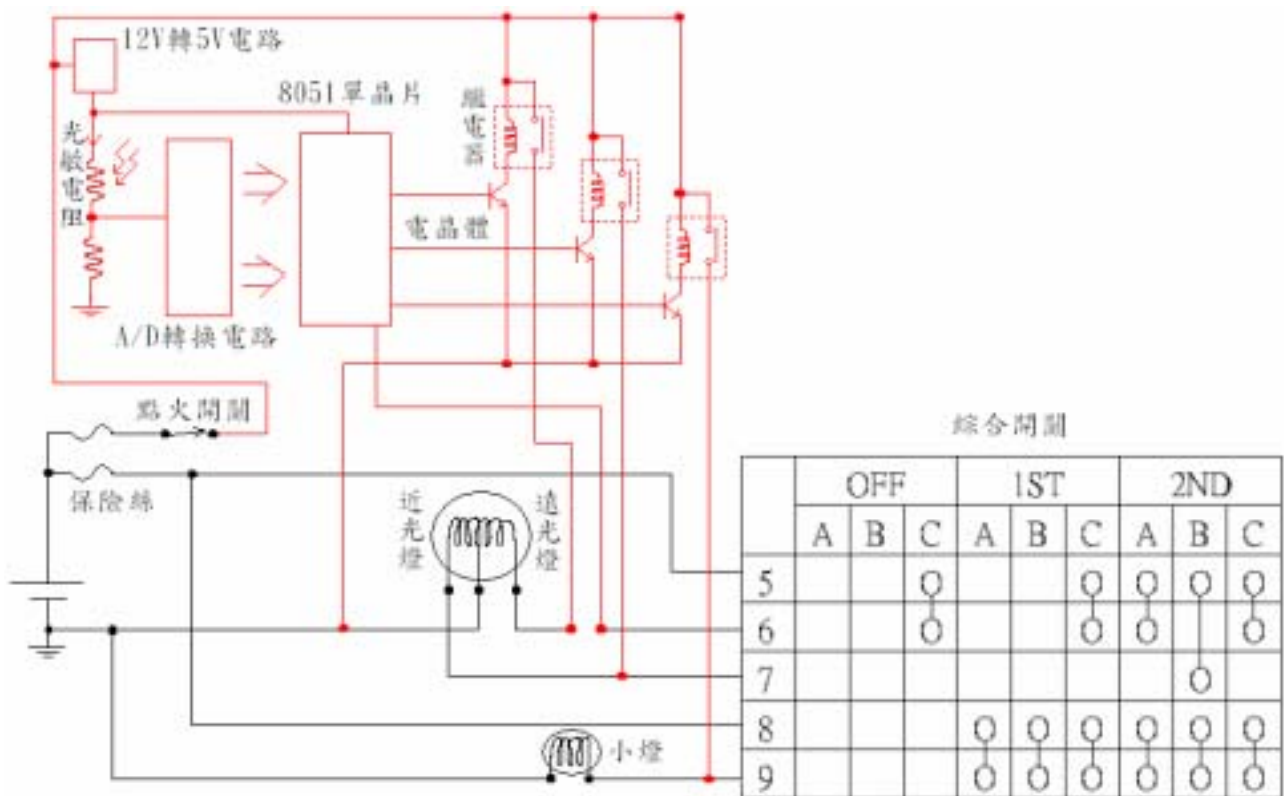 12V轉5V電路
8051單晶片
繼電器
光敏電阻
電晶體
A/D轉換電路
點火開關
保險絲
近光燈
遠光燈
小燈
綜合開關
OFF 1ST 2ND
A B C A B C A B C
5
6
7
8
9